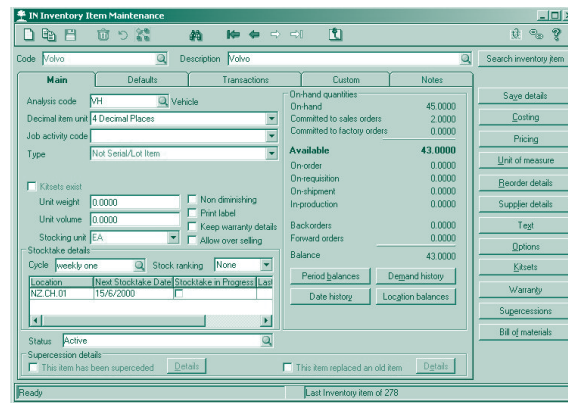 IN Inventory Item Maintenance
Code Volvo Description Volvo Search inventory item
Main Defaults Transactions Custom Notes
Analysis code VH Vehicle
Decimal item unit 4 Decimal Places
Job activity code
Type Not Serial/Lot Item
Kitsets exist
Unit weight 0.0000
Unit volume 0.0000
Stocking unit EA
Non diminishing
Print label
Keep warranty details
Allow over selling
Stocktake details
Cycle weekly one Stock ranking None
Location Next Stocktake Date Stocktake in Progress Last
NZ.CH.01 15/6/2000
On-hand quantities
On-hand 45.0000
Committed to sales orders 2.0000
Committed to factory orders 0.0000
Available 43.0000
On-order 0.0000
On-requisition 0.0000
On-shipment 0.0000
In-production 0.0000
Backorders 0.0000
Forward orders 0.0000
Balance 43.0000
Period balances Demand history
Date history Location balances
Status Active
Supercession details
This item has been superceded Details This item replaced an old item Details
Save details
Costing
Pricing
Unit of measure
Reorder details
Supplier details
Text
Options
Kitsets
Warranty
Supercessions
Bill of materials
Ready Last Inventory item of 278